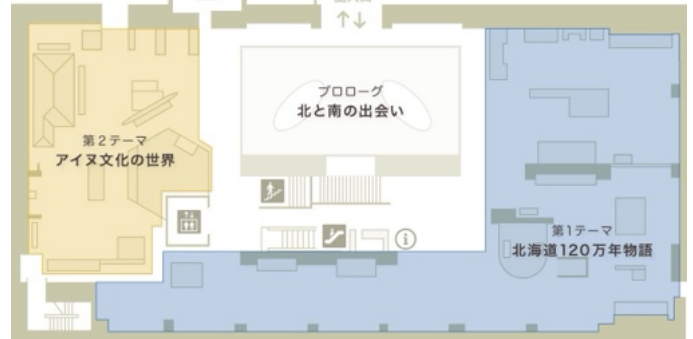 プロローグ
北と南の出会い
第2テーマ
アイヌ文化の世界
第1テーマ
北海道120万年物語
i